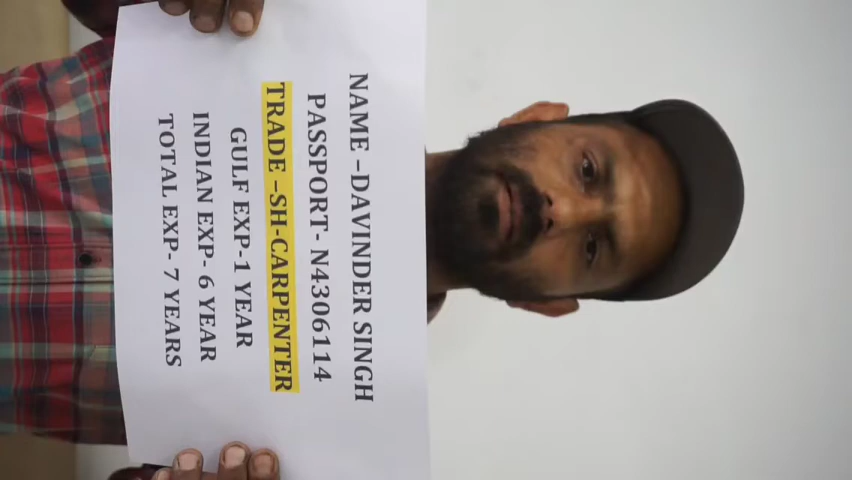 NAME –DAVINDER SINGH
PASSPORT- N4306114
TRADE –SH-CARPENTER
GULF EXP-1 YEAR
INDIAN EXP- 6 YEAR
TOTAL EXP- 7 YEARS